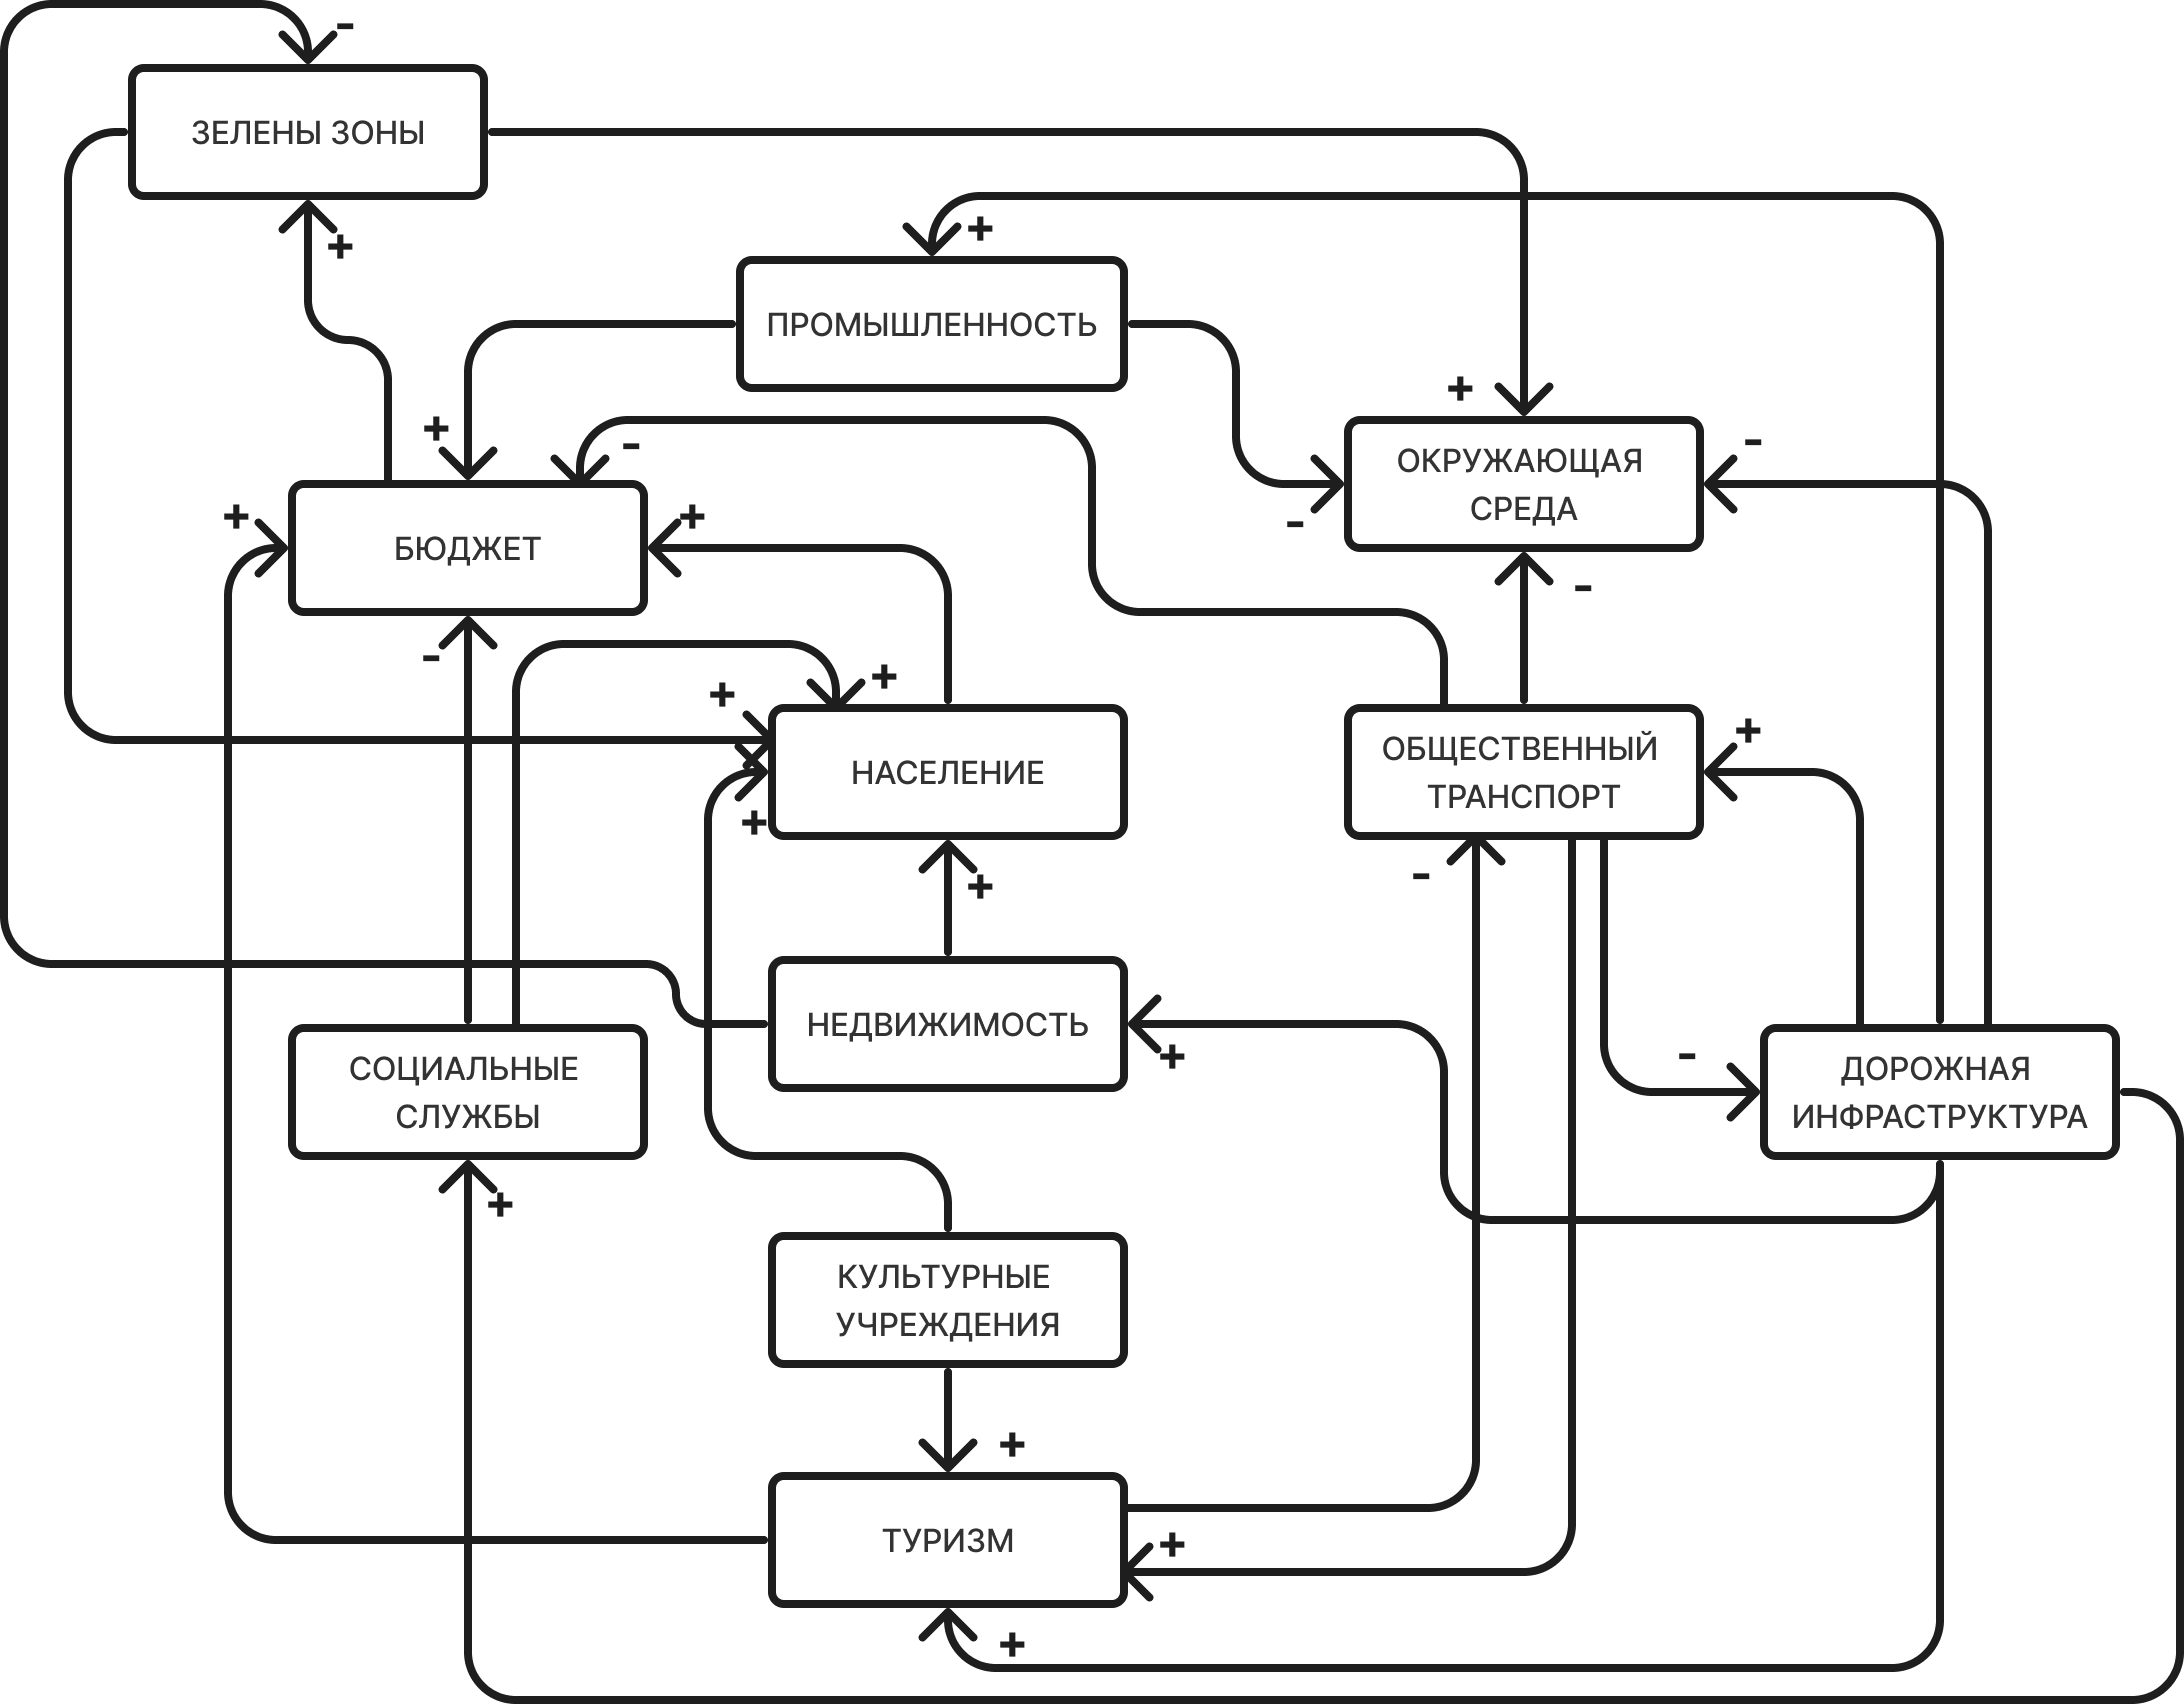 -
ЗЕЛЕНЫ ЗОНЫ
+
+
ПРОМЫШЛЕННОСТЬ
+
+
-
-
ОКРУЖАЮЩАЯ
СРЕДА
-
-
+
+
БЮДЖЕТ
-
+
+
НАСЕЛЕНИЕ
+
+
ОБЩЕСТВЕННЫЙ
ТРАНСПОРТ
+
-
НЕДВИЖИМОСТЬ
+
-
СОЦИАЛЬНЫЕ
СЛУЖБЫ
+
ДОРОЖНАЯ
ИНФРАСТРУКТУРА
КУЛЬТУРНЫЕ
УЧРЕЖДЕНИЯ
+
ТУРИЗМ
+
+